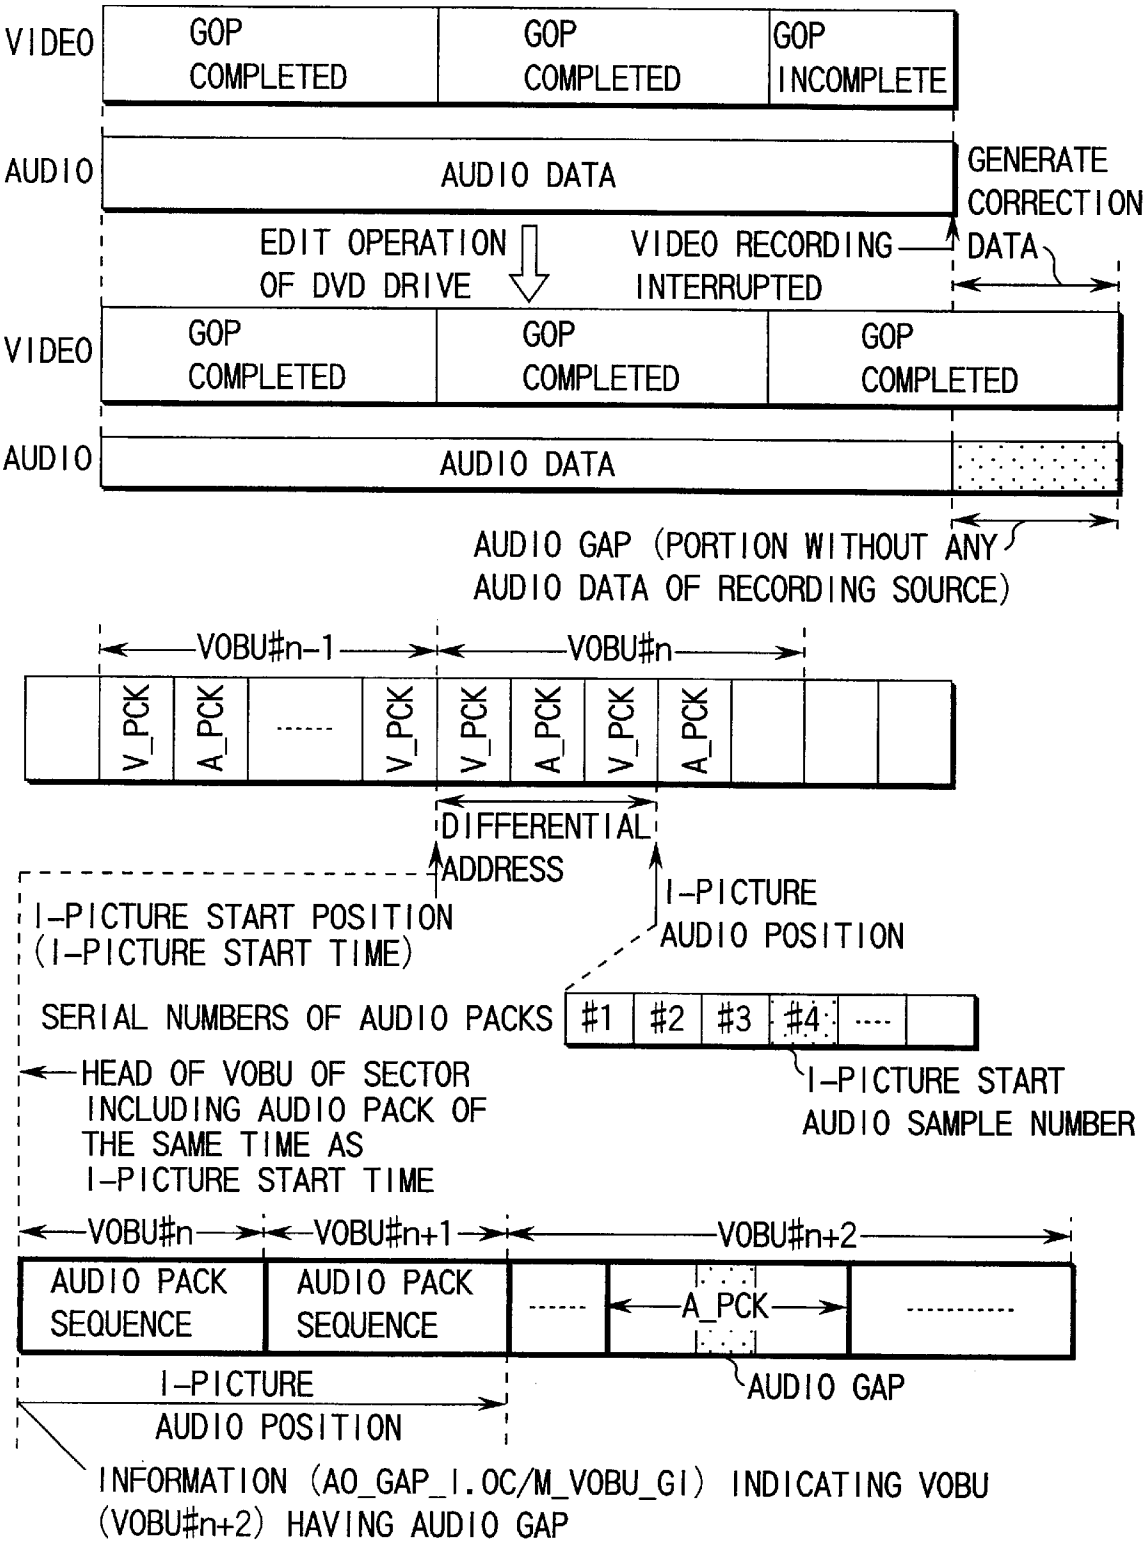 VIDEO
GOP
COMPLETED
GOP
COMPLETED
GOP
INCOMPLETE
AUDIO
AUDIO DATA
GENERATE
CORRECTION
DATA
EDIT OPERATION
OF DVD DRIVE
VIDEO RECORDING
INTERRUPTED
VIDEO
GOP
COMPLETED
GOP
COMPLETED
GOP
COMPLETED
AUDIO
AUDIO DATA
AUDIO GAP (PORTION WITHOUT ANY
AUDIO DATA OF RECORDING SOURCE)
VOBU#n-1
VOBU#n
V_PCK
A_PCK
------
V_PCK
V_PCK
A_PCK
V_PCK
A_PCK
DIFFERENTIAL
ADDRESS
I-PICTURE START POSITION
(I-PICTURE START TIME)
I-PICTURE
AUDIO POSITION
SERIAL NUMBERS OF AUDIO PACKS
#1
#2
#3
#4
----
I-PICTURE START
AUDIO SAMPLE NUMBER
HEAD OF VOBU OF SECTOR
INCLUDING AUDIO PACK OF
THE SAME TIME AS
I-PICTURE START TIME
VOBU#n
VOBU#n+1
VOBU#n+2
AUDIO PACK
SEQUENCE
AUDIO PACK
SEQUENCE
------
A_PCK
-----------
AUDIO GAP
I-PICTURE
AUDIO POSITION
INFORMATION (AO_GAP_I.OC/M_VOBU_GI) INDICATING VOBU
(VOBU#n+2) HAVING AUDIO GAP